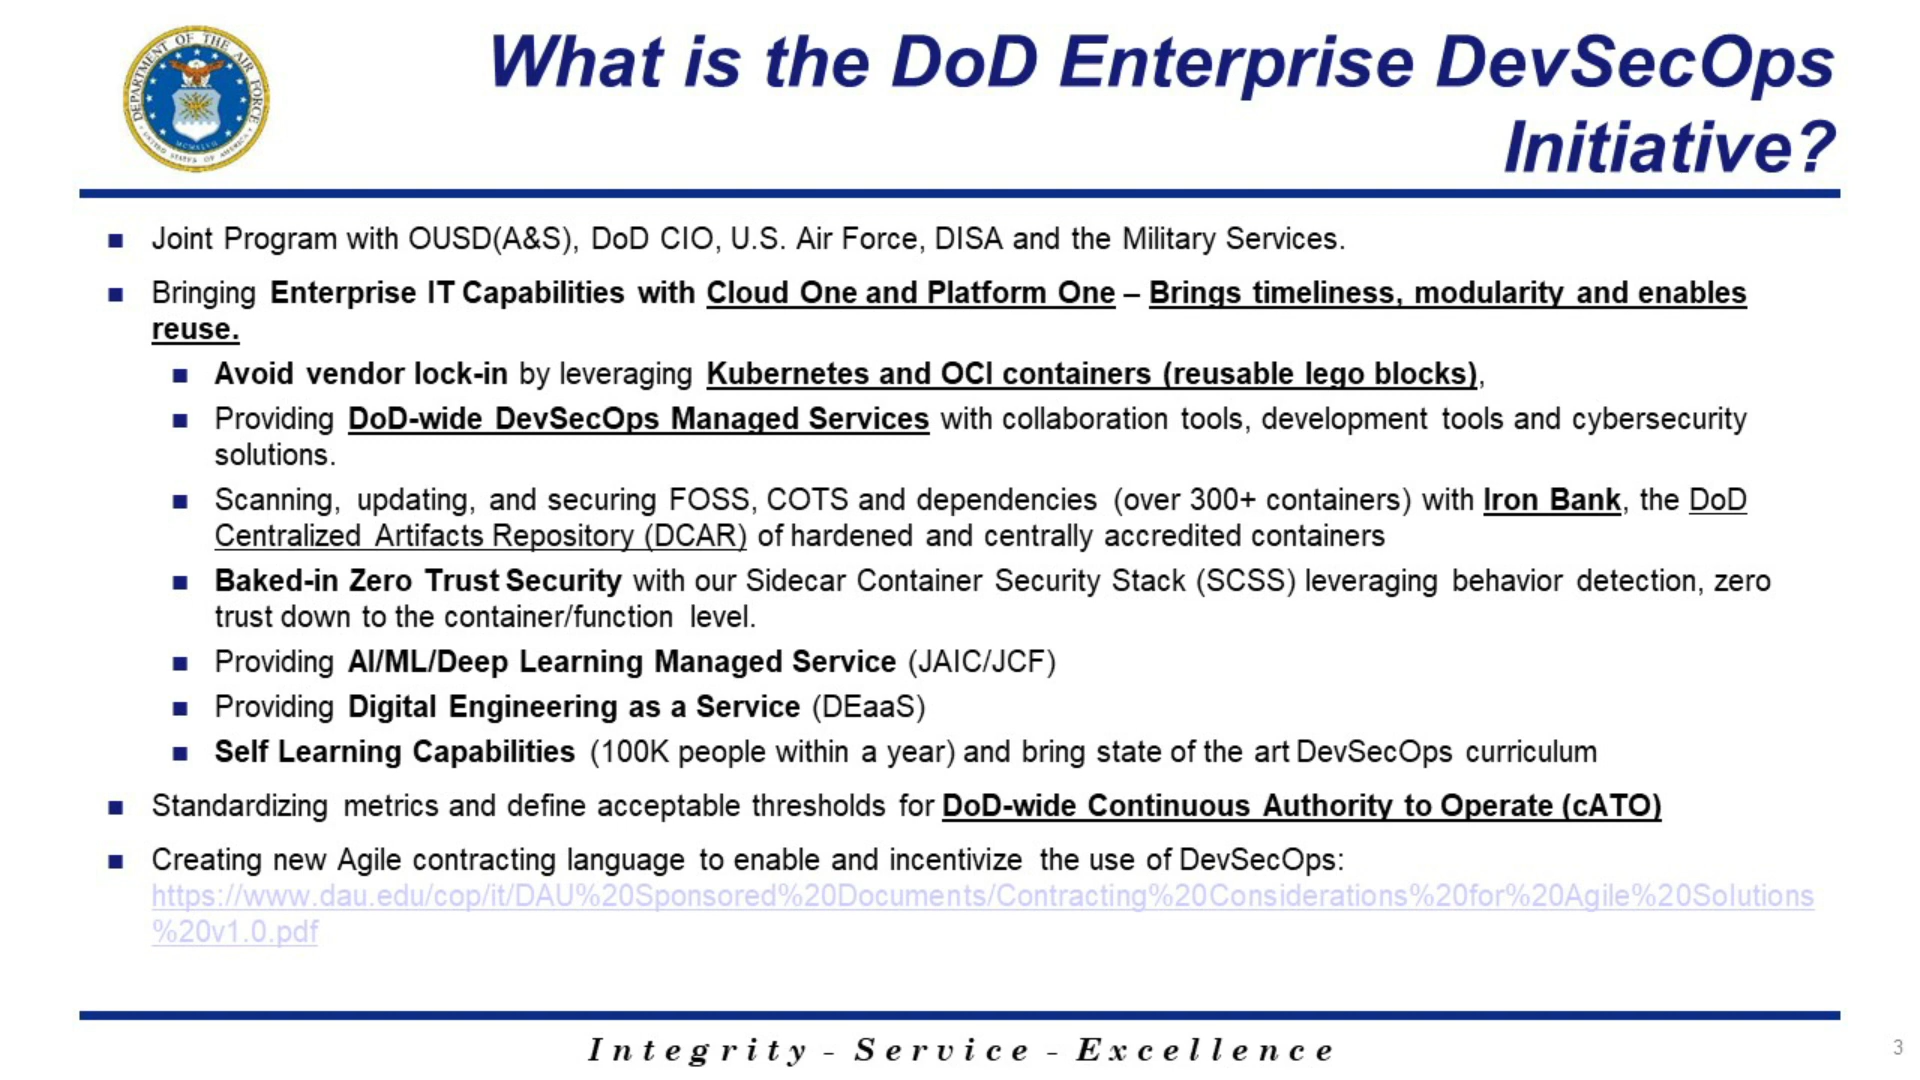 DEPARTMENT OF THE AIR FORCE
UNITED STATES OF AMERICA
MCMXLVII
What is the DoD Enterprise DevSecOps
Initiative?
Joint Program with OUSD(A&S), DoD CIO, U.S. Air Force, DISA and the Military Services.
Bringing Enterprise IT Capabilities with Cloud One and Platform One – Brings timeliness, modularity and enables
reuse.
Avoid vendor lock-in by leveraging Kubernetes and OCI containers (reusable lego blocks),
Providing DoD-wide DevSecOps Managed Services with collaboration tools, development tools and cybersecurity
solutions.
Scanning, updating, and securing FOSS, COTS and dependencies (over 300+ containers) with Iron Bank, the DoD
Centralized Artifacts Repository (DCAR) of hardened and centrally accredited containers
Baked-in Zero Trust Security with our Sidecar Container Security Stack (SCSS) leveraging behavior detection, zero
trust down to the container/function level.
Providing AI/ML/Deep Learning Managed Service (JAIC/JCF)
Providing Digital Engineering as a Service (DEaaS)
Self Learning Capabilities (100K people within a year) and bring state of the art DevSecOps curriculum
Standardizing metrics and define acceptable thresholds for DoD-wide Continuous Authority to Operate (cATO)
Creating new Agile contracting language to enable and incentivize the use of DevSecOps:
https://www.dau.edu/cop/it/DAU%20Sponsored%20Documents/Contracting%20Considerations%20for%20Agile%20Solutions
%20v1.0.pdf
Integrity - Service - Excellence
3